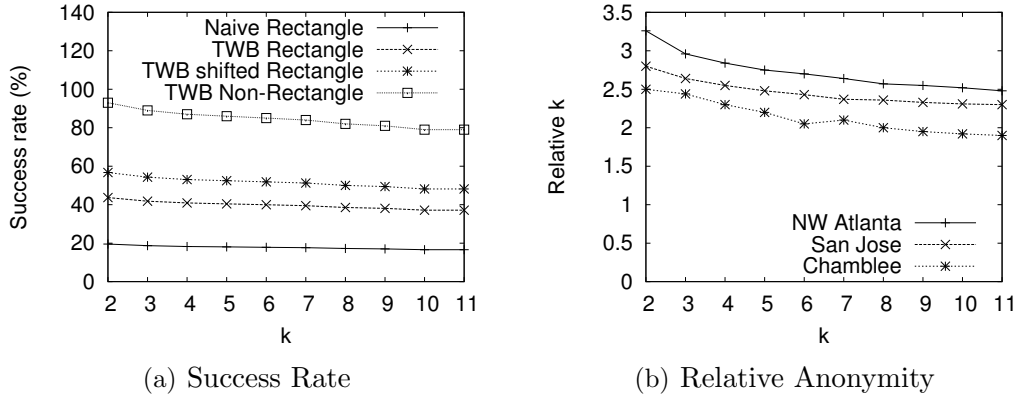 140
120
100
80
60
40
20
0
Success rate (%)
Naive Rectangle
TWB Rectangle
TWB shifted Rectangle
TWB Non-Rectangle
2 3 4 5 6 7 8 9 10 11
k
(a) Success Rate
3.5
3
2.5
2
1.5
1
0.5
0
Relative k
NW Atlanta
San Jose
Chamblee
2 3 4 5 6 7 8 9 10 11
k
(b) Relative Anonymity